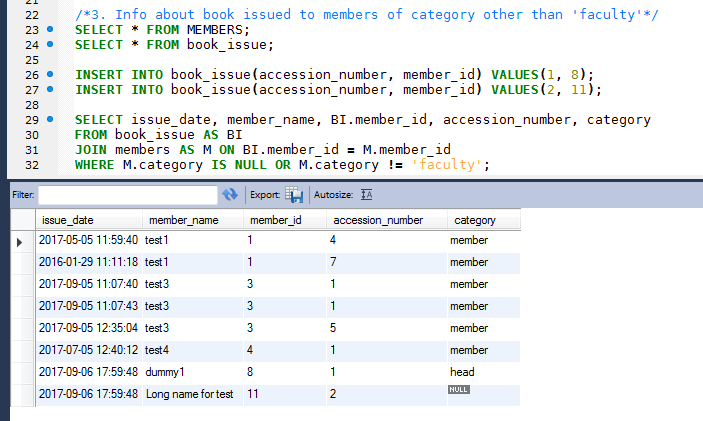 22 /*3. Info about book issued to members of category other than 'faculty'*/
23 SELECT * FROM MEMBERS;
24 SELECT * FROM book_issue;
25
26 INSERT INTO book_issue(accession_number, member_id) VALUES(1, 8);
27 INSERT INTO book_issue(accession_number, member_id) VALUES(2, 11);
28
29 SELECT issue_date, member_name, BI.member_id, accession_number, category
30 FROM book_issue AS BI
31 JOIN members AS M ON BI.member_id = M.member_id
32 WHERE M.category IS NULL OR M.category != 'faculty';
Filter: Export: Autosize:
issue_date member_name member_id accession_number category
2017-05-05 11:59:40 test1 1 4 member
2016-01-29 11:11:18 test1 1 7 member
2017-09-05 11:07:40 test3 3 1 member
2017-09-05 11:07:43 test3 3 1 member
2017-09-05 12:35:04 test3 3 5 member
2017-07-05 12:40:12 test4 4 1 member
2017-09-06 17:59:48 dummy1 8 1 head
2017-09-06 17:59:48 Long name for test 11 2 NULL